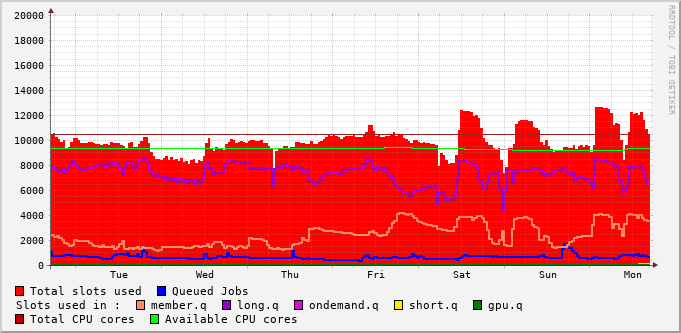 20000
18000
16000
14000
12000
10000
8000
6000
4000
2000
0
Tue Wed Thu Fri Sat Sun Mon
RRDTOOL / TOBI OETIKER
Total slots used Queued Jobs
Slots used in : member.q long.q ondemand.q short.q gpu.q
Total CPU cores Available CPU cores